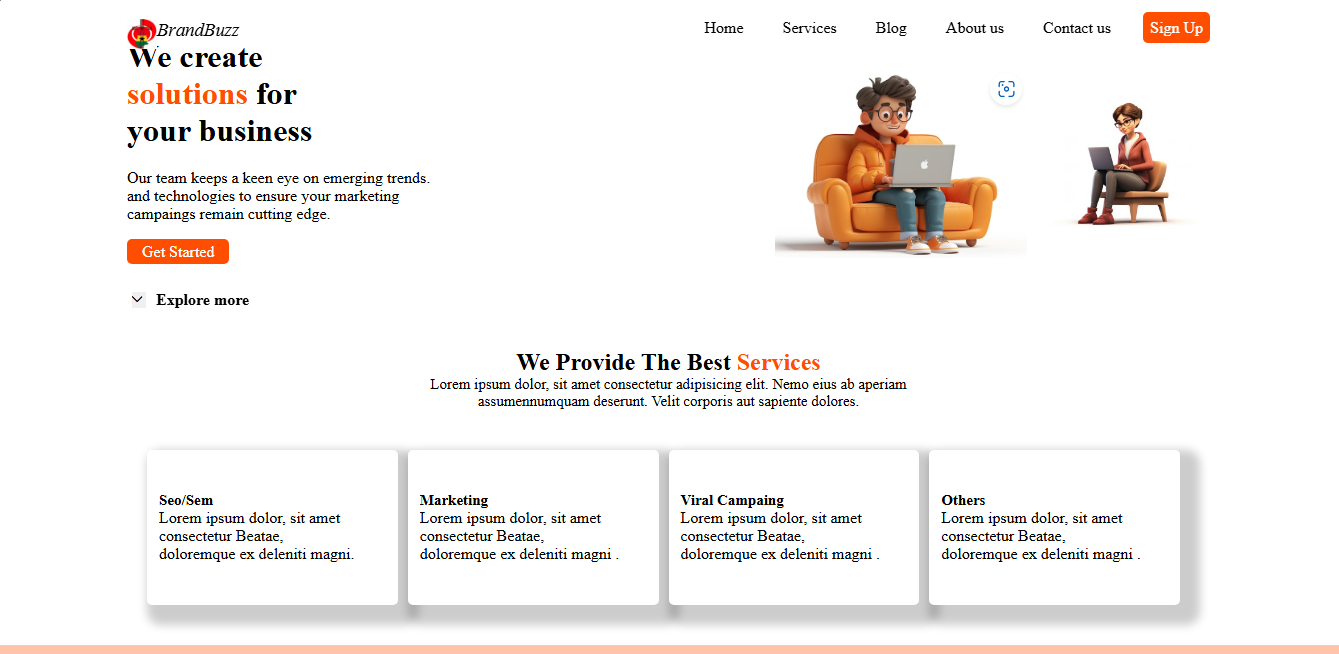 BrandBuzz
Home
Services
Blog
About us
Contact us
Sign Up
We create
solutions for
your business
Our team keeps a keen eye on emerging trends.
and technologies to ensure your marketing
campaings remain cutting edge.
Get Started
Explore more
We Provide The Best Services
Lorem ipsum dolor, sit amet consectetur adipisicing elit. Nemo eius ab aperiam
assumennumquam deserunt. Velit corporis aut sapiente dolores.
Seo/Sem
Lorem ipsum dolor, sit amet
consectetur Beatae,
doloremque ex deleniti magni.
Marketing
Lorem ipsum dolor, sit amet
consectetur Beatae,
doloremque ex deleniti magni .
Viral Campaing
Lorem ipsum dolor, sit amet
consectetur Beatae,
doloremque ex deleniti magni .
Others
Lorem ipsum dolor, sit amet
consectetur Beatae,
doloremque ex deleniti magni .